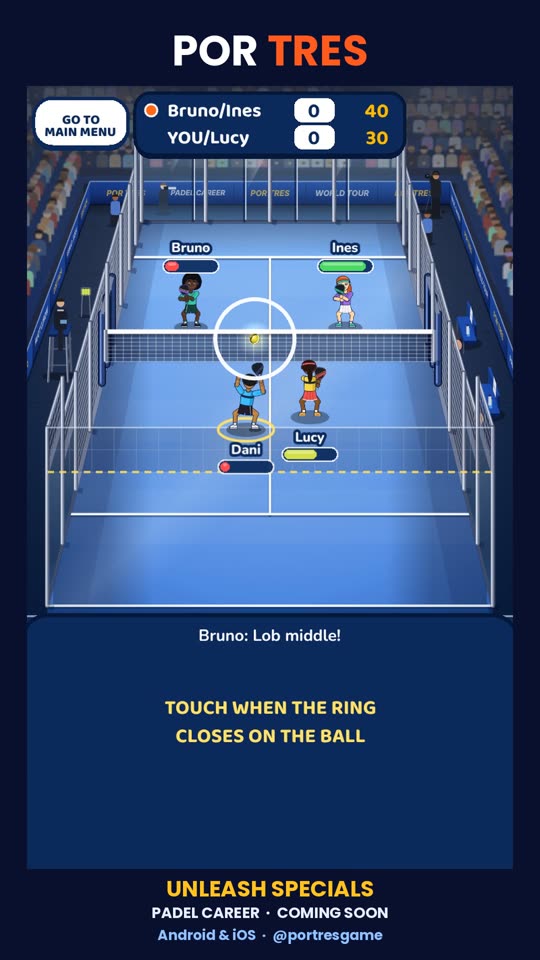 POR TRES
GO TO
MAIN MENU
Bruno/Ines 0 40
YOU/Lucy 0 30
PADEL CAREER PORTRES WORLD TOUR
Bruno
Ines
Dani
Lucy
Bruno: Lob middle!
TOUCH WHEN THE RING
CLOSES ON THE BALL
UNLEASH SPECIALS
PADEL CAREER · COMING SOON
Android & iOS · @portresgame